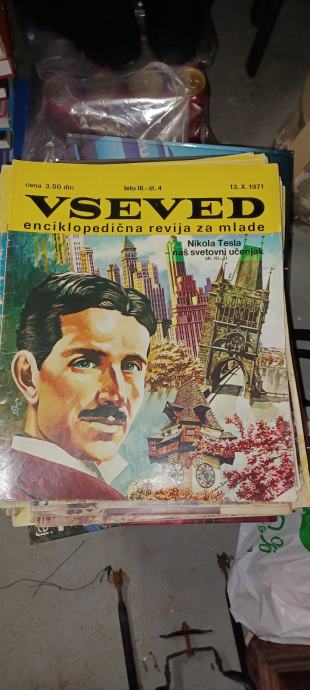 cena 3.50 din leto III.-št. 4 13. X. 1971
VSEVED
enciklopedična revija za mlade
Nikola Tesla
naš svetovni učenjak
str. 10-21